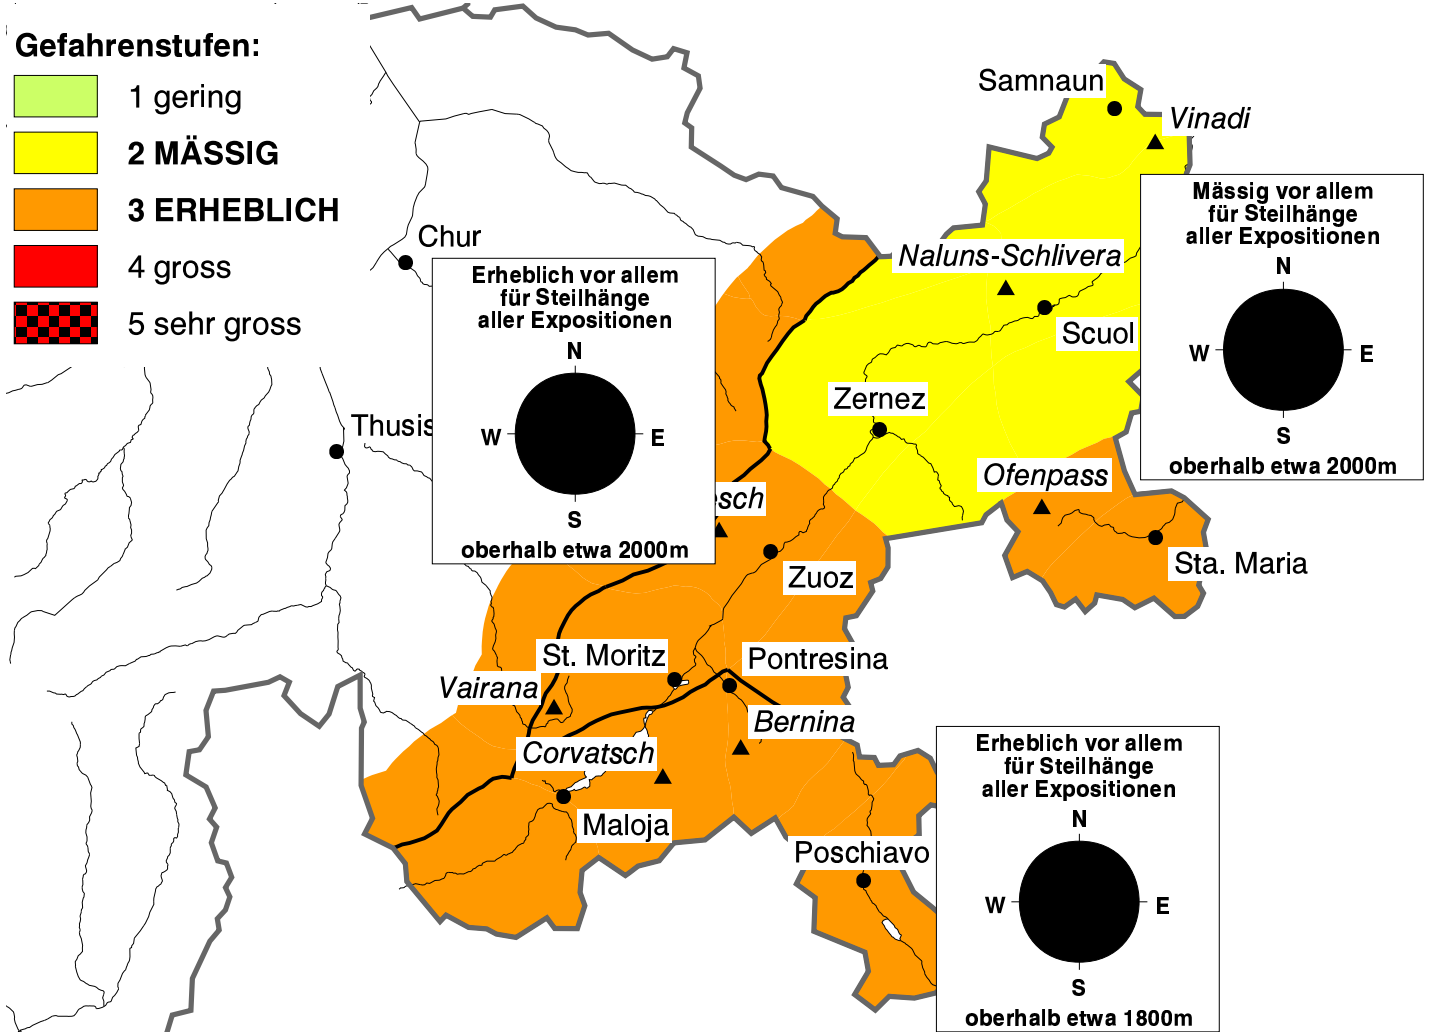 Gefahrenstufen:
1 gering
2 MÄSSIG
3 ERHEBLICH
4 gross
5 sehr gross
Samnaun
Vinadi
Mässig vor allem
für Steilhänge
aller Expositionen
N
W
E
S
oberhalb etwa 2000m
Chur
Naluns-Schlivera
Scuol
Erheblich vor allem
für Steilhänge
aller Expositionen
N
W
E
S
oberhalb etwa 2000m
Zernez
Thusis
Ofenpass
esch
Sta. Maria
Zuoz
St. Moritz
Pontresina
Vairana
Bernina
Corvatsch
Maloja
Poschiavo
Erheblich vor allem
für Steilhänge
aller Expositionen
N
W
E
S
oberhalb etwa 1800m